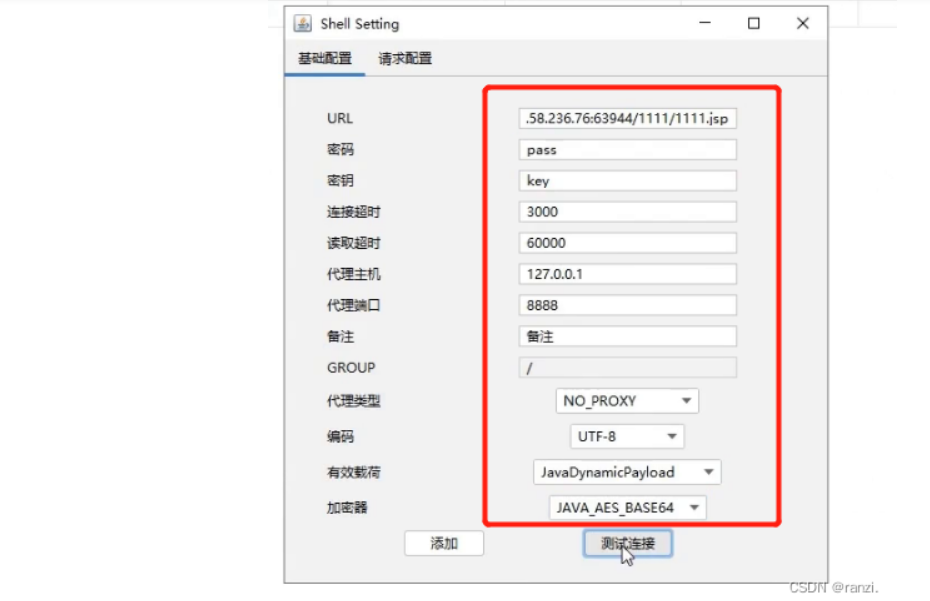 Shell Setting
基础配置 请求配置
URL .58.236.76:63944/1111/1111.jsp
密码 pass
密钥 key
连接超时 3000
读取超时 60000
代理主机 127.0.0.1
代理端口 8888
备注 备注
GROUP /
代理类型 NO_PROXY
编码 UTF-8
有效载荷 JavaDynamicPayload
加密器 JAVA_AES_BASE64
添加 测试连接
CSDN @ranzi.